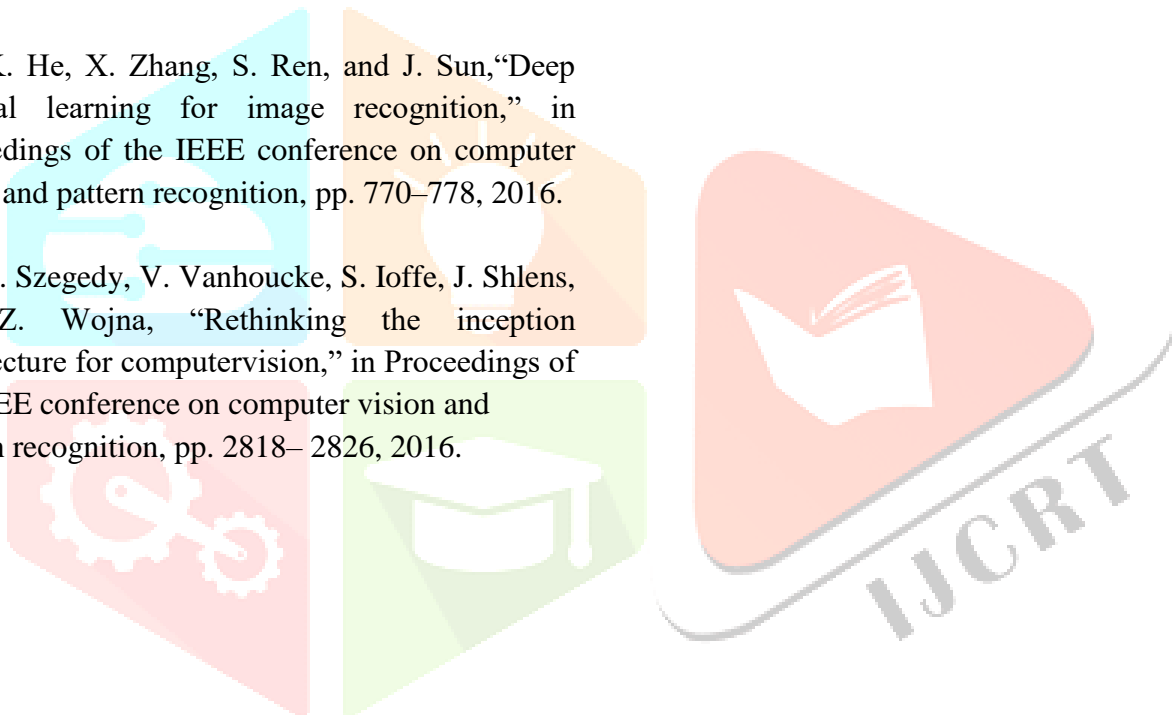 K. He, X. Zhang, S. Ren, and J. Sun,“Deep
al learning for image recognition,” in
edings of the IEEE conference on computer
and pattern recognition, pp. 770–778, 2016.
. Szegedy, V. Vanhoucke, S. Ioffe, J. Shlens,
Z. Wojna, “Rethinking the inception
ecture for computervision,” in Proceedings of
EE conference on computer vision and
n recognition, pp. 2818– 2826, 2016.
IJCRT